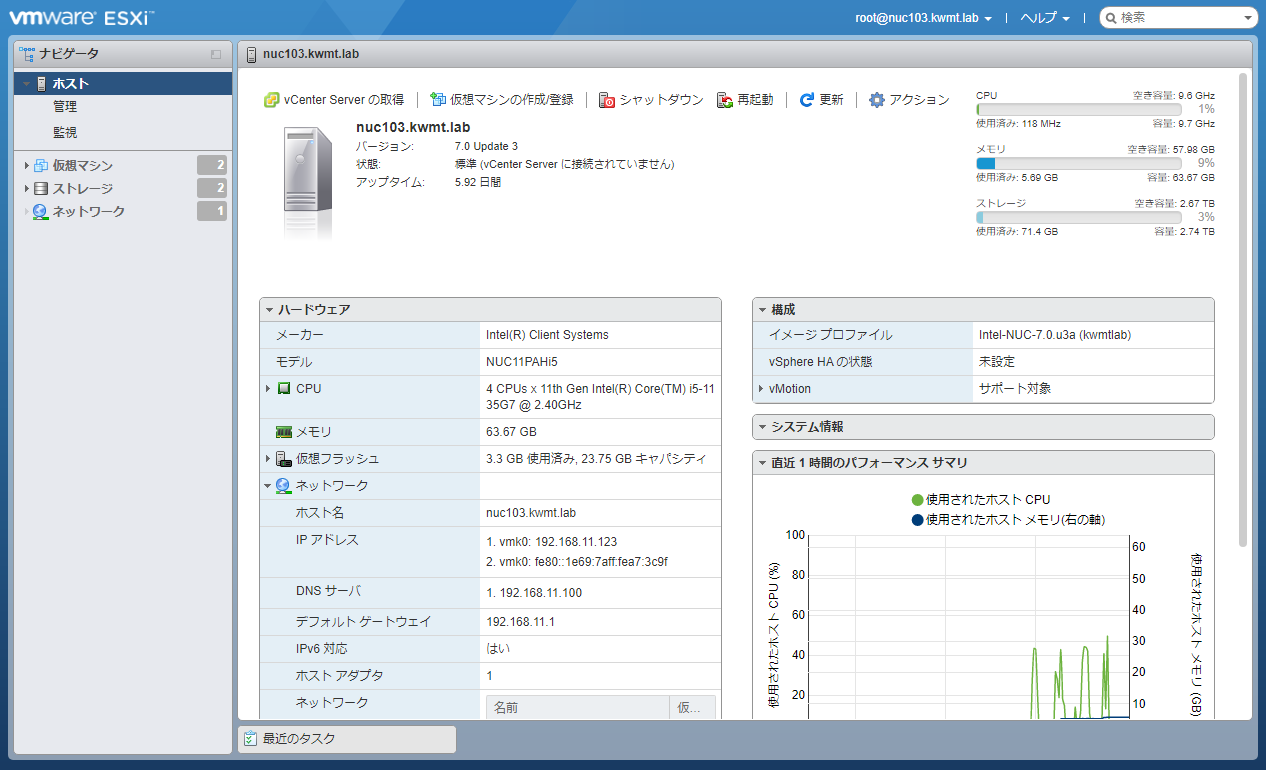 vmware ESXi™
root@nuc103.kwmt.lab
ヘルプ
検索
ナビゲータ
ホスト
管理
監視
仮想マシン 2
ストレージ 2
ネットワーク 1
nuc103.kwmt.lab
vCenter Server の取得
仮想マシンの作成/登録
シャットダウン
再起動
更新
アクション
nuc103.kwmt.lab
バージョン: 7.0 Update 3
状態: 標準 (vCenter Server に接続されていません)
アップタイム: 5.92 日間
CPU 空き容量: 9.6 GHz
1%
使用済み: 118 MHz 容量: 9.7 GHz
メモリ 空き容量: 57.98 GB
9%
使用済み: 5.69 GB 容量: 63.67 GB
ストレージ 空き容量: 2.67 TB
3%
使用済み: 71.4 GB 容量: 2.74 TB
ハードウェア
メーカー Intel(R) Client Systems
モデル NUC11PAHi5
CPU 4 CPUs x 11th Gen Intel(R) Core(TM) i5-11
35G7 @ 2.40GHz
メモリ 63.67 GB
仮想フラッシュ 3.3 GB 使用済み, 23.75 GB キャパシティ
ネットワーク
ホスト名 nuc103.kwmt.lab
IP アドレス 1. vmk0: 192.168.11.123
2. vmk0: fe80::1e69:7aff:fea7:3c9f
DNS サーバ 1. 192.168.11.100
デフォルト ゲートウェイ 192.168.11.1
IPv6 対応 はい
ホスト アダプタ 1
ネットワーク 名前 仮...
構成
イメージ プロファイル Intel-NUC-7.0.u3a (kwmtlab)
vSphere HA の状態 未設定
vMotion サポート対象
システム情報
直近 1 時間のパフォーマンス サマリ
使用されたホスト CPU
使用されたホスト メモリ(右の軸)
使用されたホスト CPU (%)
100
80
60
40
20
60
50
40
30
20
10
使用されたホスト メモリ (GB)
最近のタスク